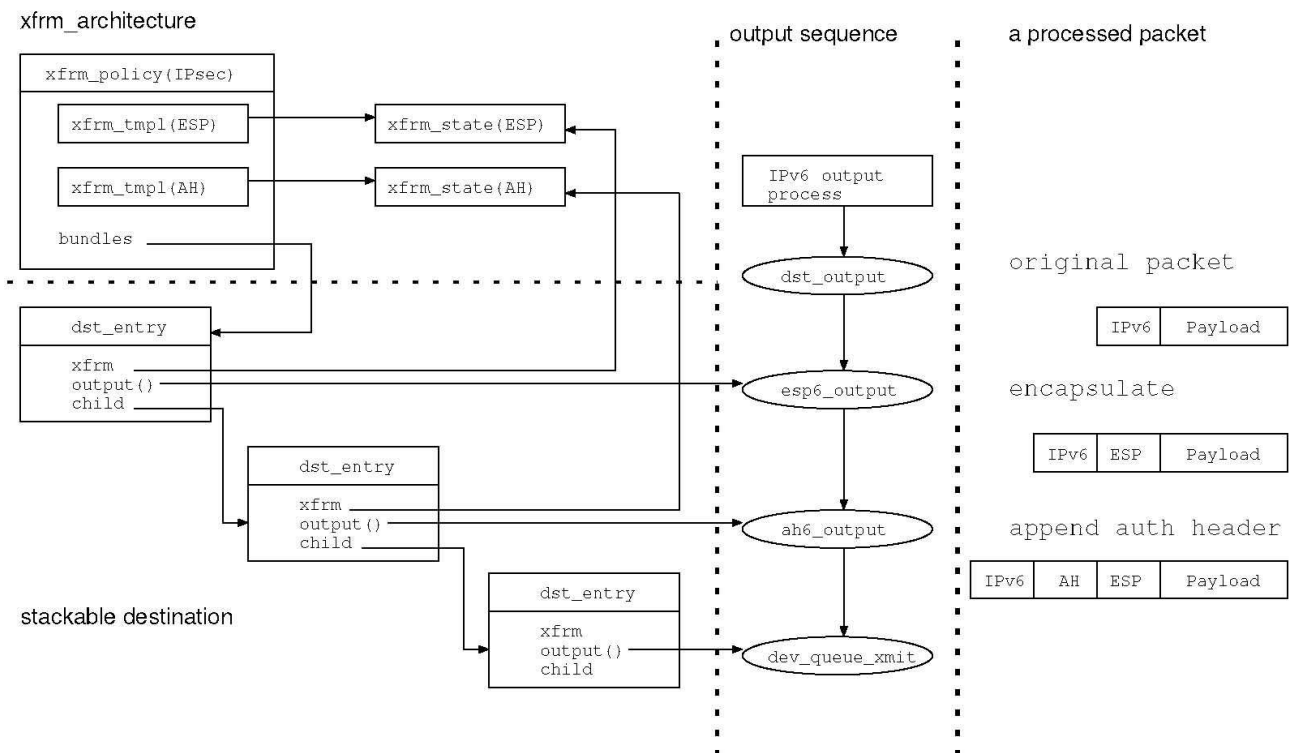 xfrm_architecture
xfrm_policy(IPsec)
xfrm_tmpl(ESP)
xfrm_state(ESP)
xfrm_tmpl(AH)
xfrm_state(AH)
bundles
dst_entry
xfrm
output()
child
dst_entry
xfrm
output()
child
dst_entry
xfrm
output()
child
stackable destination
output sequence
IPv6 output
process
dst_output
esp6_output
ah6_output
dev_queue_xmit
a processed packet
original packet
IPv6 Payload
encapsulate
IPv6 ESP Payload
append auth header
IPv6 AH ESP Payload